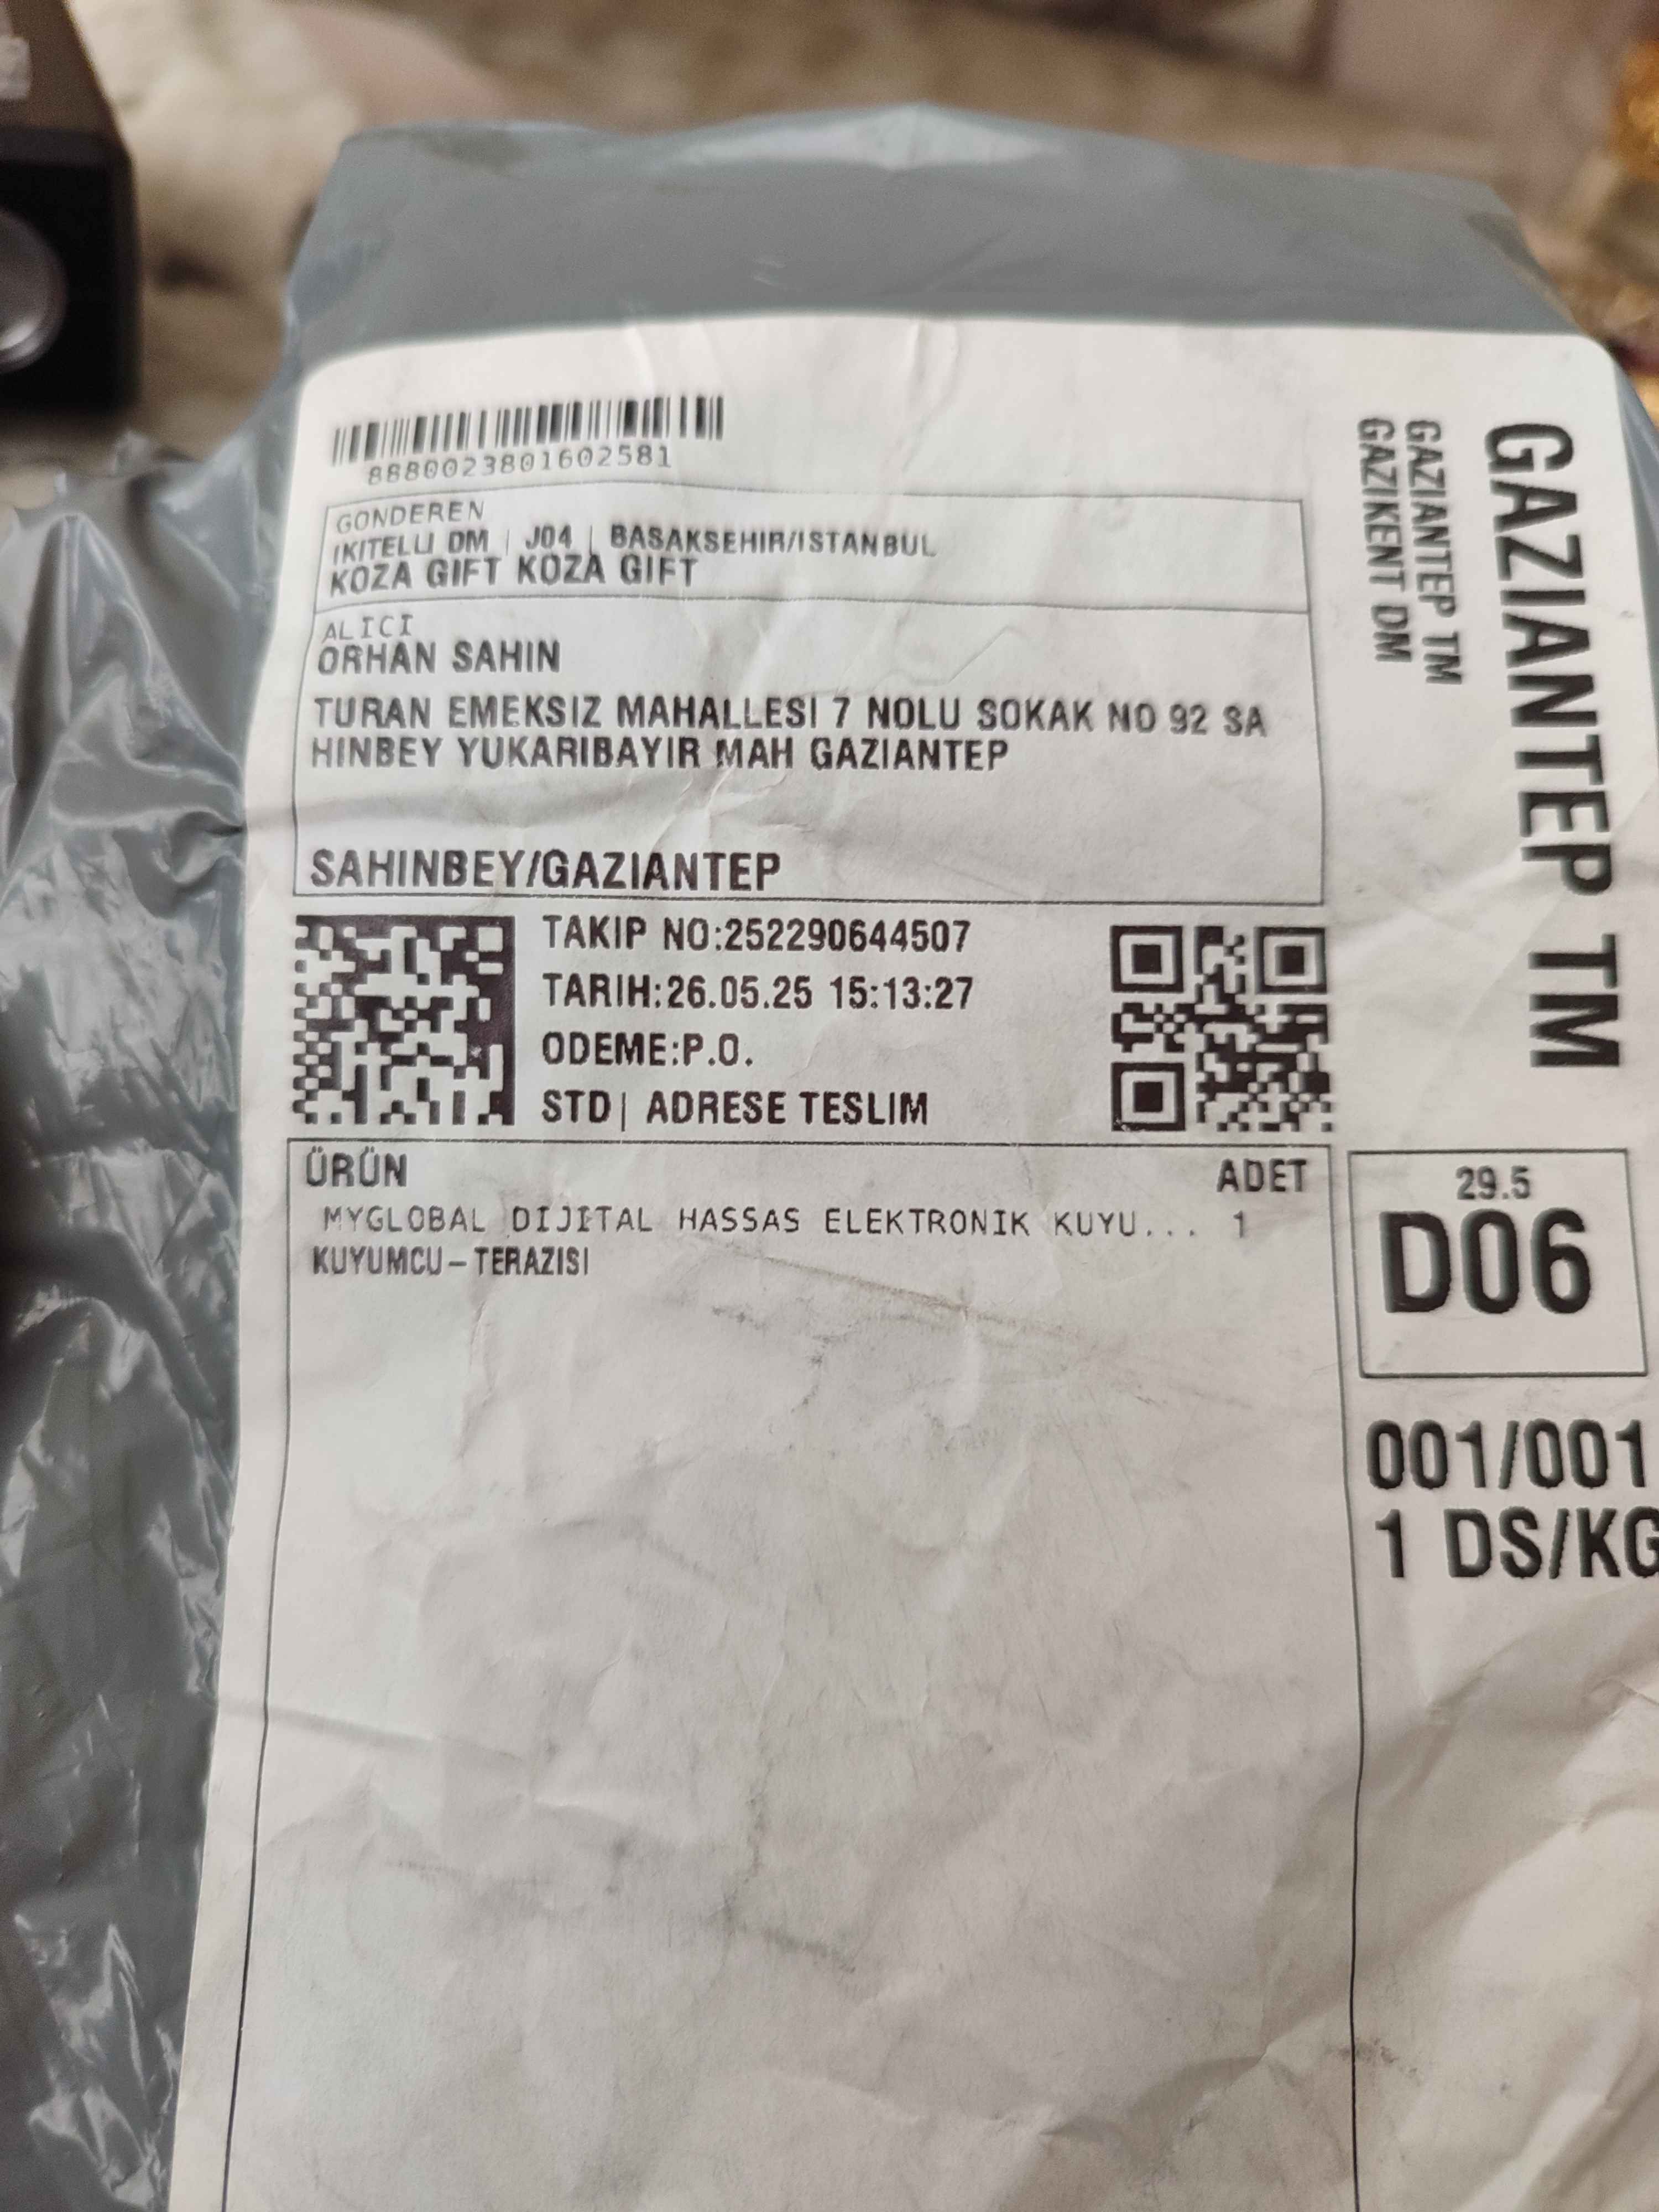 8880023801602581
GONDEREN
IKITELLI DM | J04 | BASAKSEHIR/ISTANBUL
KOZA GIFT KOZA GIFT
ALICI
ORHAN SAHIN
TURAN EMEKSIZ MAHALLESI 7 NOLU SOKAK NO 92 SA
HINBEY YUKARIBAYIR MAH GAZIANTEP
SAHINBEY/GAZIANTEP
TAKIP NO:252290644507
TARIH:26.05.25 15:13:27
ODEME:P.O.
STD| ADRESE TESLIM
ÜRÜN ADET
MYGLOBAL DIJITAL HASSAS ELEKTRONIK KUYU... 1
KUYUMCU-TERAZISI
GAZIANTEP TM
GAZIANTEP TM
GAZIKENT DM
29.5
D06
001/001
1 DS/KG